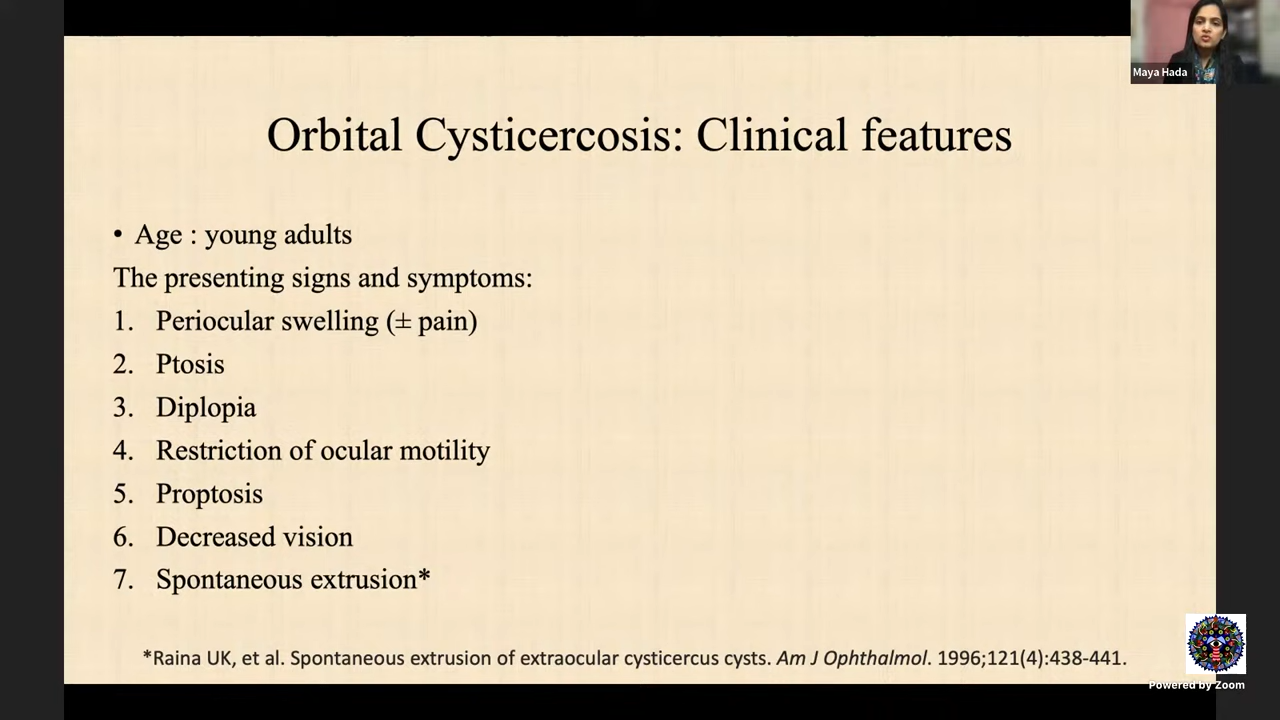 Maya Hada
Orbital Cysticercosis: Clinical features
• Age : young adults
The presenting signs and symptoms:
1. Periocular swelling (± pain)
2. Ptosis
3. Diplopia
4. Restriction of ocular motility
5. Proptosis
6. Decreased vision
7. Spontaneous extrusion*
*Raina UK, et al. Spontaneous extrusion of extraocular cysticercus cysts. Am J Ophthalmol. 1996;121(4):438-441.
Powered by Zoom